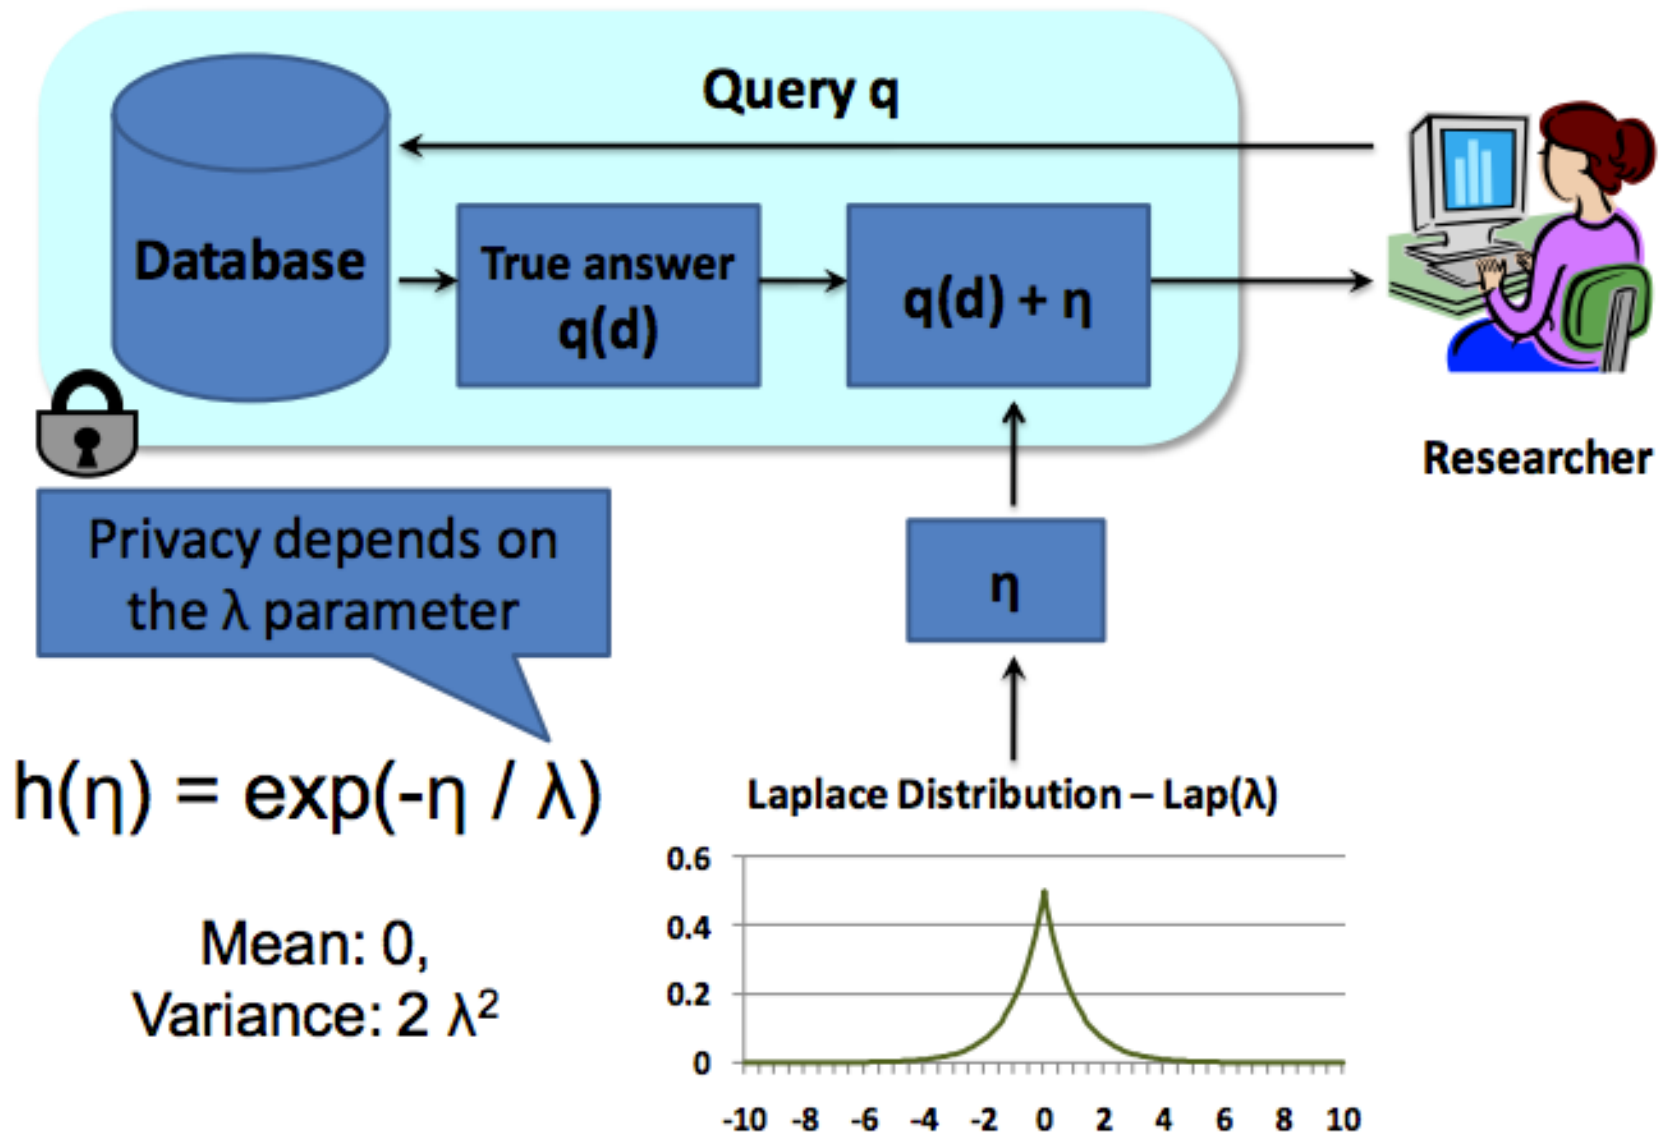 Query q
Database
True answer
q(d)
q(d) + η
Researcher
Privacy depends on
the λ parameter
η
h(η) = exp(-η / λ)
Mean: 0,
Variance: 2 λ²
Laplace Distribution – Lap(λ)
0.6
0.4
0.2
0
-10 -8 -6 -4 -2 0 2 4 6 8 10